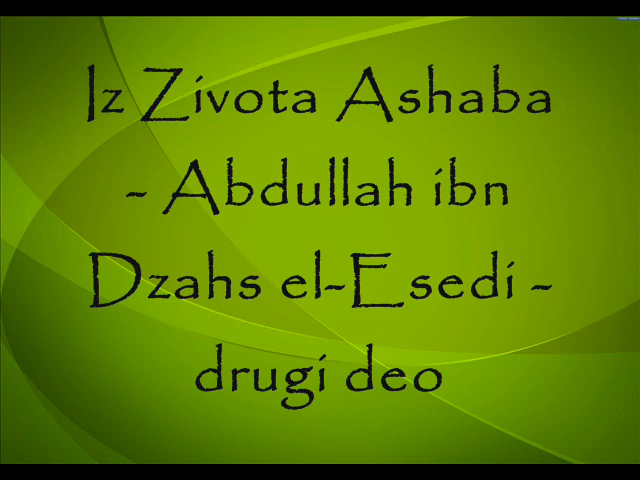 Iz Zivota Ashaba
- Abdullah ibn
Dzahs el-Esedi -
drugi deo